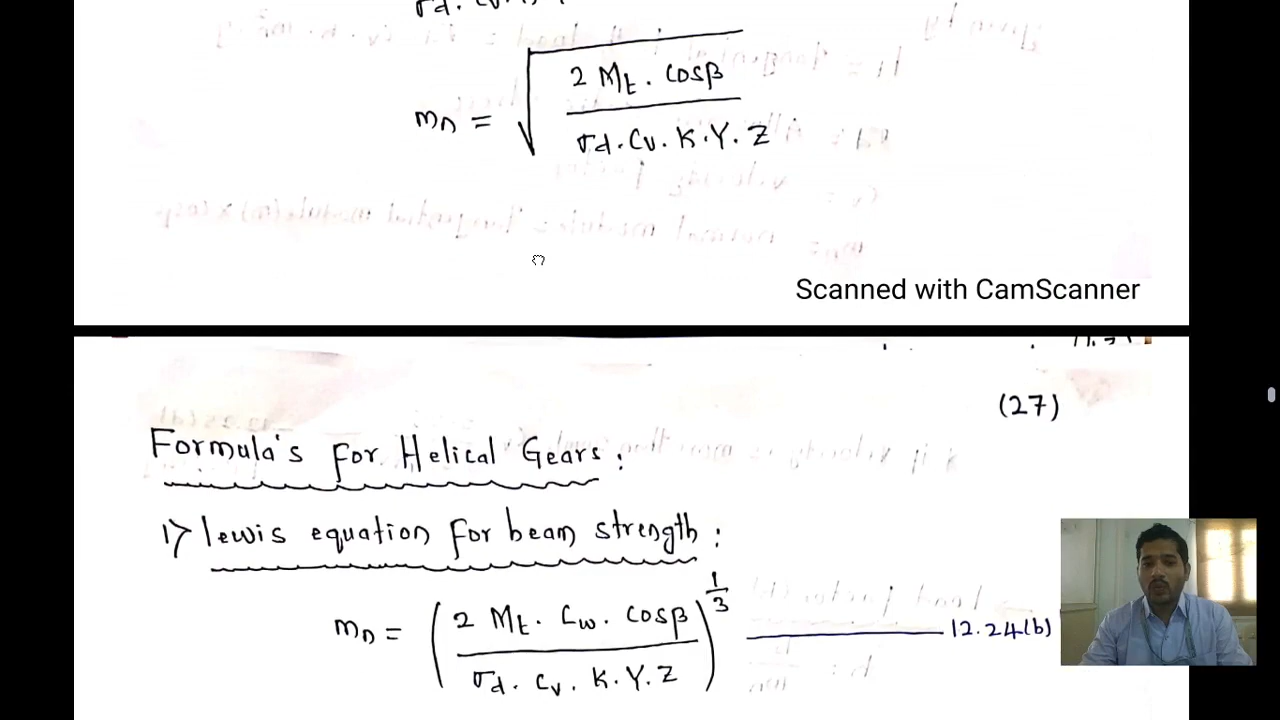 mn = √(2 Mt . Cosβ / σd . Cv . K . Y . Z)
Scanned with CamScanner
(27)
Formula's for Helical Gears :
1> lewis equation for beam strength :
mn = (2 Mt . Cw . Cosβ / σd . Cv . K . Y . Z)^1/3 12.24(b)